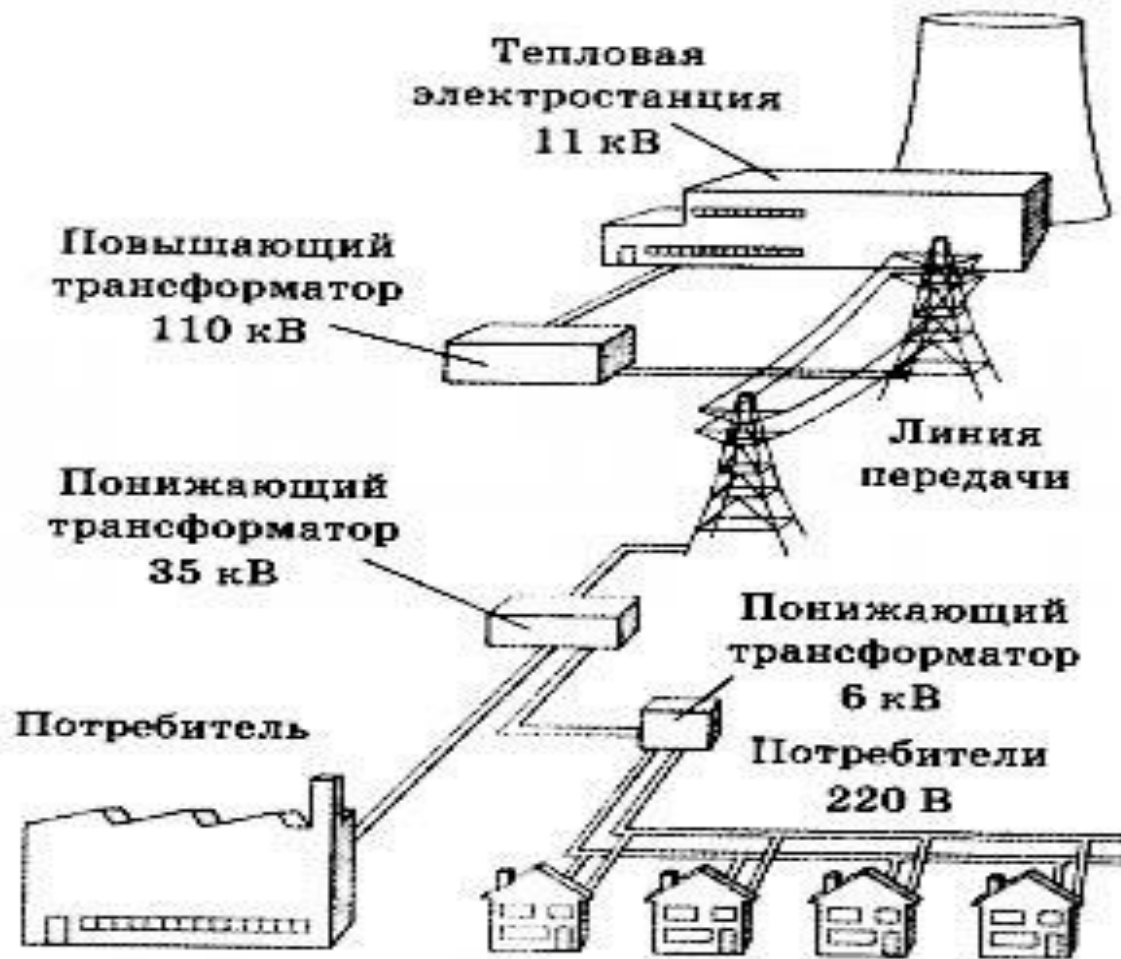 Тепловая
электростанция
11 кВ
Повышающий
трансформатор
110 кВ
Линия
передачи
Понижающий
трансформатор
35 кВ
Понижающий
трансформатор
6 кВ
Потребитель
Потребители
220 В